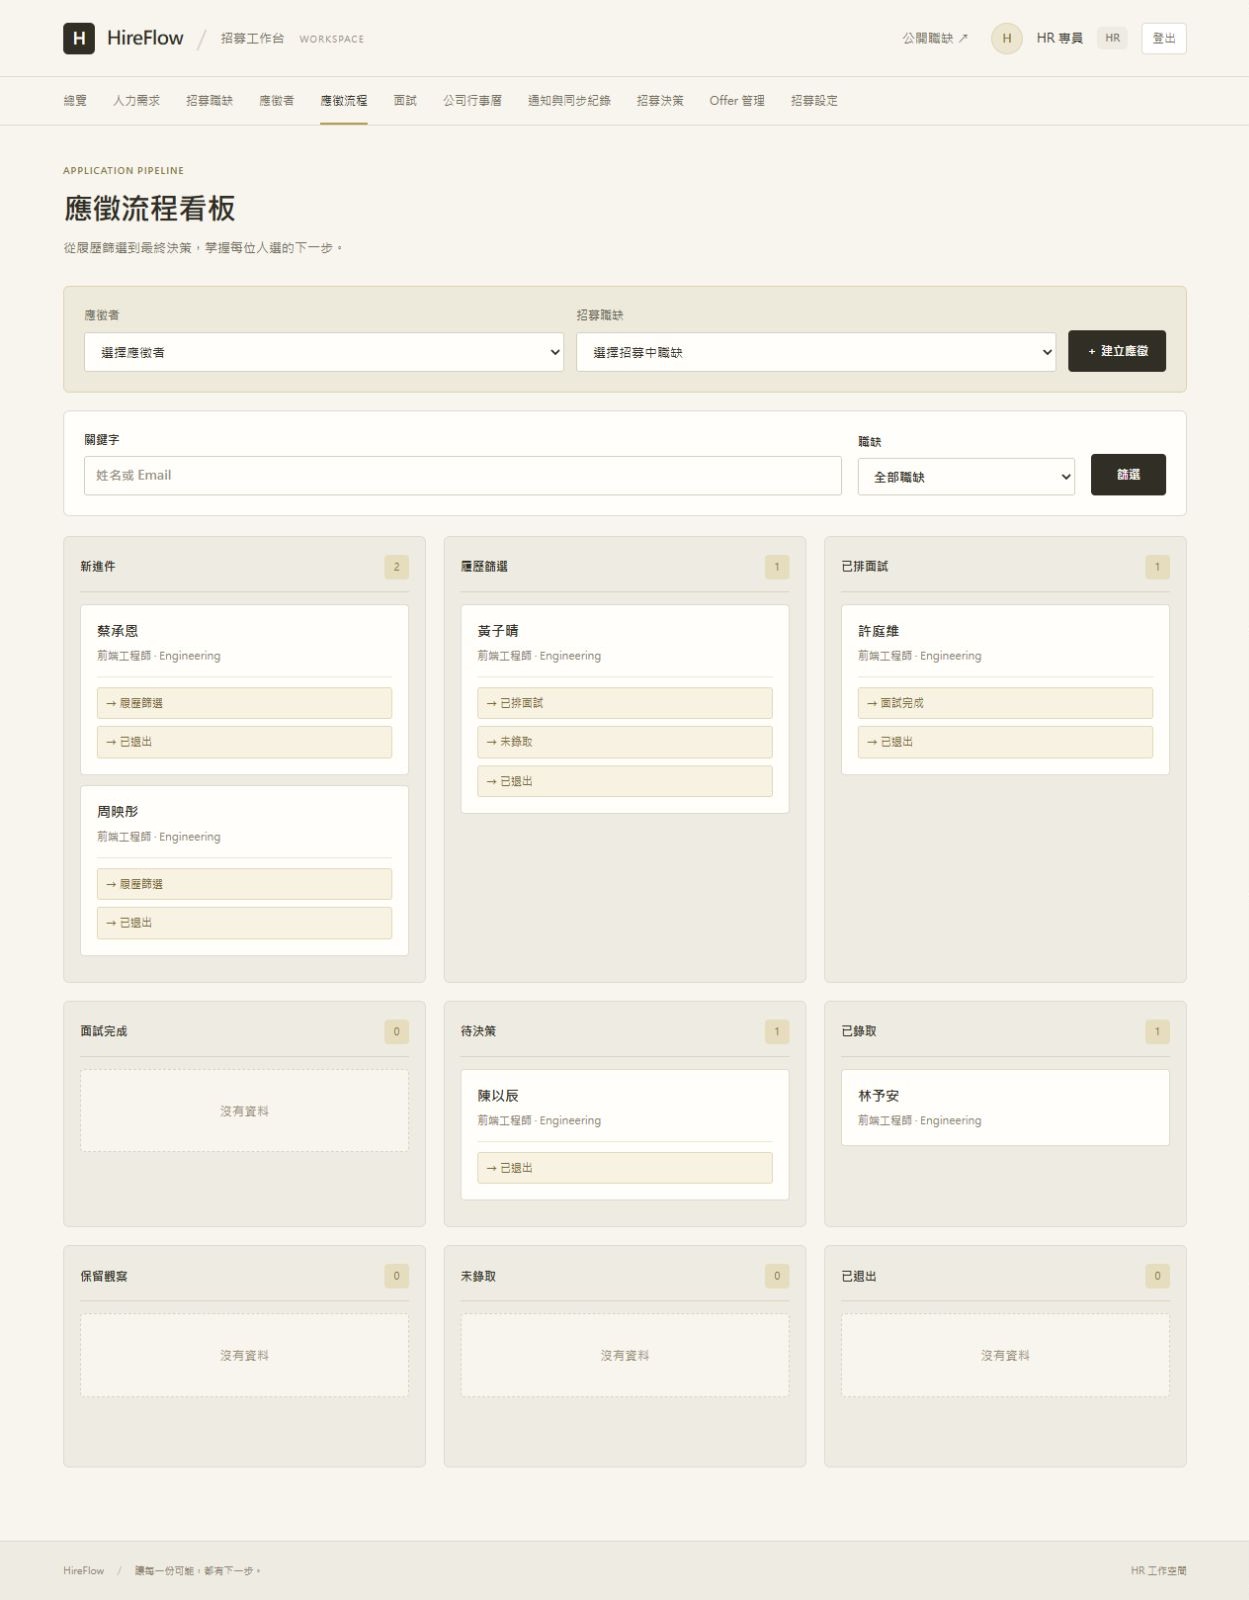 H HireFlow / 招募工作台 WORKSPACE 公開職缺 ↗ H HR 專員 HR 登出
總覽 人力需求 招募職缺 應徵者 應徵流程 面試 公司行事曆 通知與同步紀錄 招募決策 Offer 管理 招募設定
APPLICATION PIPELINE
應徵流程看板
從履歷篩選到最終決策，掌握每位人選的下一步。
應徵者 招募職缺
選擇應徵者 選擇招募中職缺 + 建立應徵
關鍵字 職缺
姓名或 Email 全部職缺 篩選
新進件 2
蔡承恩
前端工程師 · Engineering
→ 履歷篩選
→ 已退出
周映彤
前端工程師 · Engineering
→ 履歷篩選
→ 已退出
履歷篩選 1
黃子晴
前端工程師 · Engineering
→ 已排面試
→ 未錄取
→ 已退出
已排面試 1
許庭維
前端工程師 · Engineering
→ 面試完成
→ 已退出
面試完成 0
沒有資料
待決策 1
陳以辰
前端工程師 · Engineering
→ 已退出
已錄取 1
林予安
前端工程師 · Engineering
保留觀察 0
沒有資料
未錄取 0
沒有資料
已退出 0
沒有資料
HireFlow / 讓每一份可能，都有下一步。 HR 工作空間